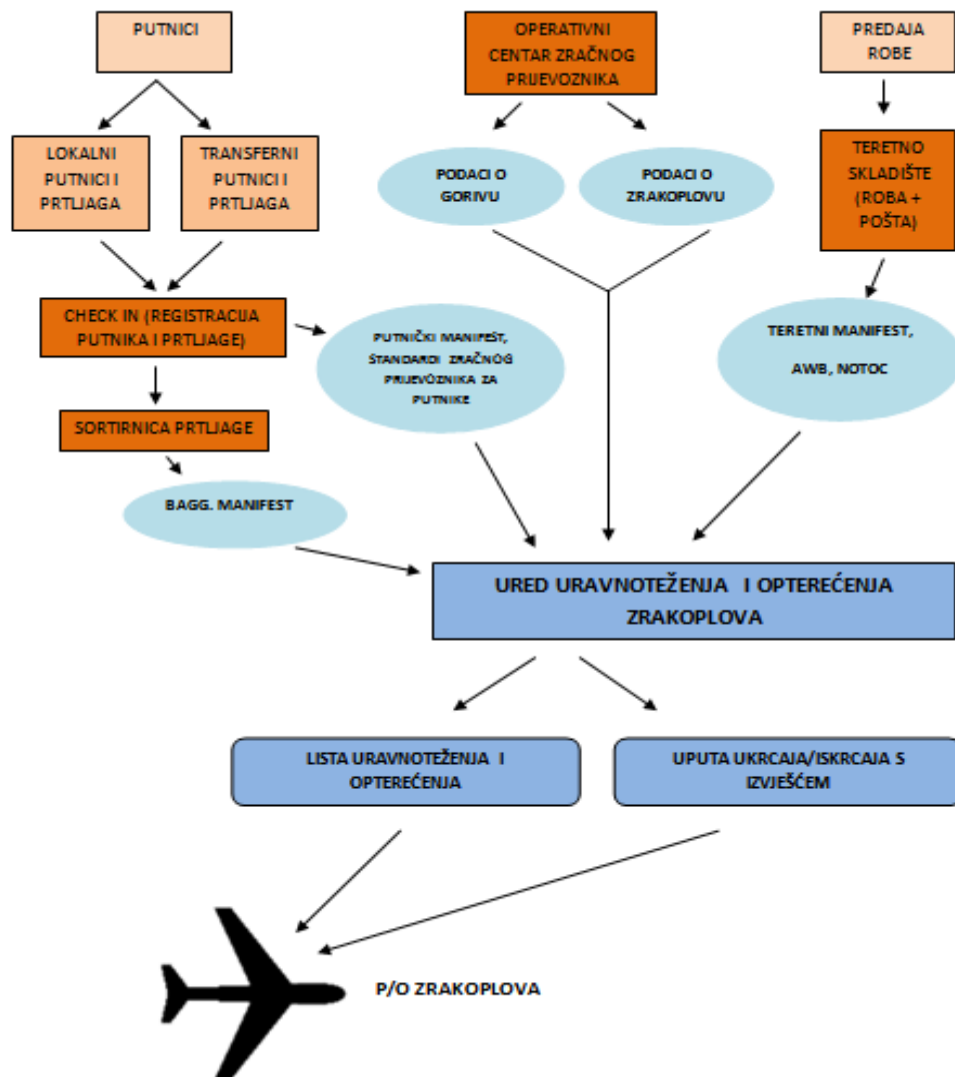 PUTNICI
OPERATIVNI
CENTAR ZRAČNOG
PRIJEVOZNIKA
PREDAJA
ROBE
LOKALNI
PUTNICI I
PRTLJAGA
TRANSFERNI
PUTNICI I
PRTLJAGA
PODACI O
GORIVU
PODACI O
ZRAKOPLOVU
TERETNO
SKLADIŠTE
(ROBA +
POŠTA)
CHECK IN (REGISTRACIJA
PUTNIKA I PRTLJAGE)
PUTNIČKI MANIFEST,
STANDARDI ZRAČNOG
PRIJEVOZNIKA ZA
PUTNIKE
TERETNI MANIFEST,
AWB, NOTOC
SORTIRNICA PRTLJAGE
BAGG. MANIFEST
URED URAVNOTEŽENJA I OPTEREĆENJA
ZRAKOPLOVA
LISTA URAVNOTEŽENJA I
OPTEREĆENJA
UPUTA UKRCAJA/ISKRCAJA S
IZVJEŠĆEM
P/O ZRAKOPLOVA